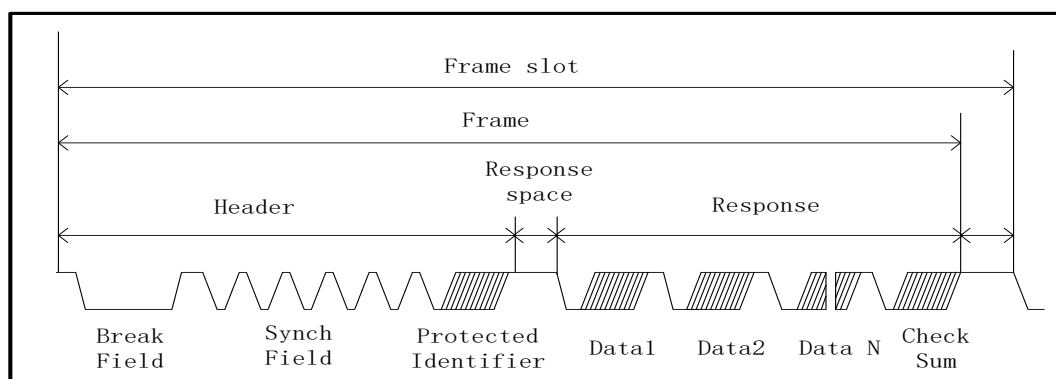 Frame slot
Frame
Response
space
Header
Response
Break
Field
Synch
Field
Protected
Identifier
Data1
Data2
Data N
Check
Sum